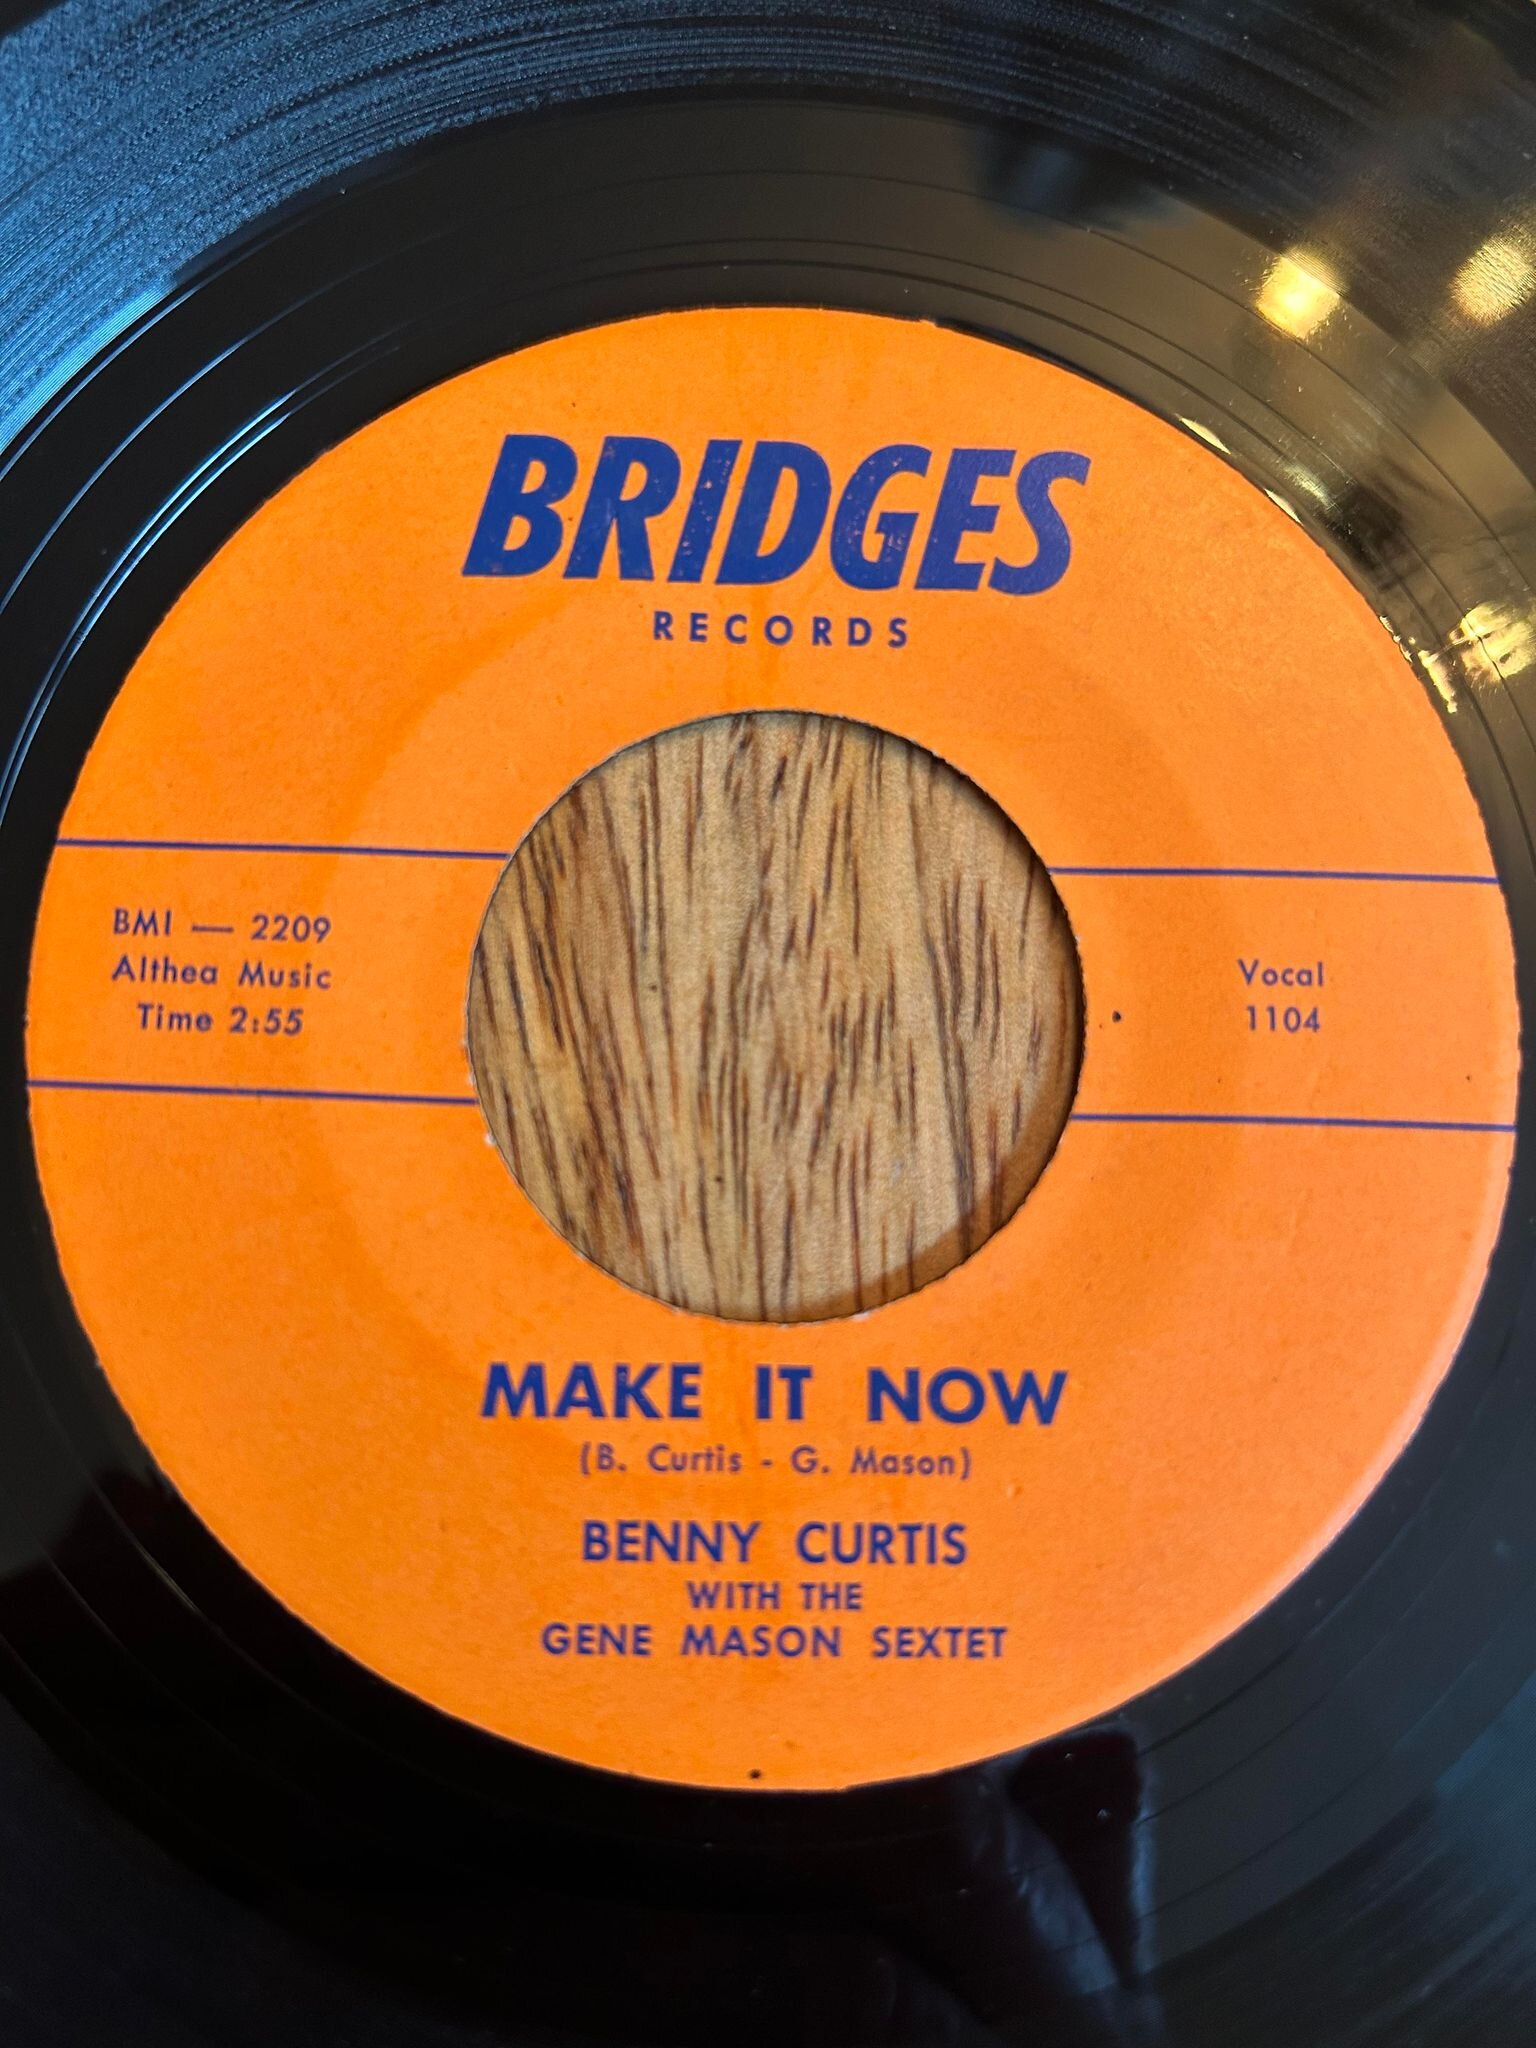 BRIDGES
RECORDS
BMI — 2209
Althea Music
Time 2:55
Vocal
1104
MAKE IT NOW
(B. Curtis - G. Mason)
BENNY CURTIS
WITH THE
GENE MASON SEXTET